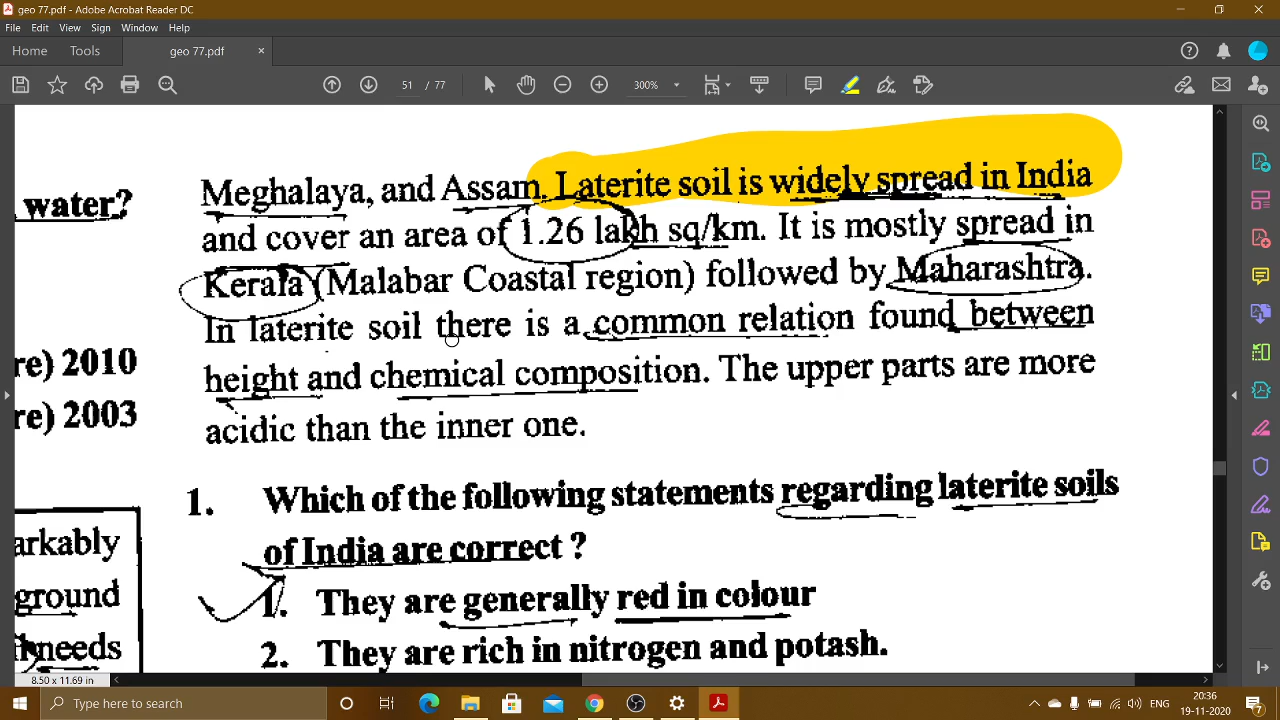 geo 77.pdf - Adobe Acrobat Reader DC
File Edit View Sign Window Help
Home Tools geo 77.pdf ×
51 / 77 300%
Meghalaya, and Assam. Laterite soil is widely spread in India
and cover an area of 1.26 lakh sq/km. It is mostly spread in
Kerala (Malabar Coastal region) followed by Maharashtra.
In laterite soil there is a common relation found between
height and chemical composition. The upper parts are more
acidic than the inner one.
1. Which of the following statements regarding laterite soils
of India are correct ?
1. They are generally red in colour
2. They are rich in nitrogen and potash.
water?
re) 2010
re) 2003
arkably
ground
needs
8.50 x 11.69 in
Type here to search
ENG
20:36
19-11-2020
7